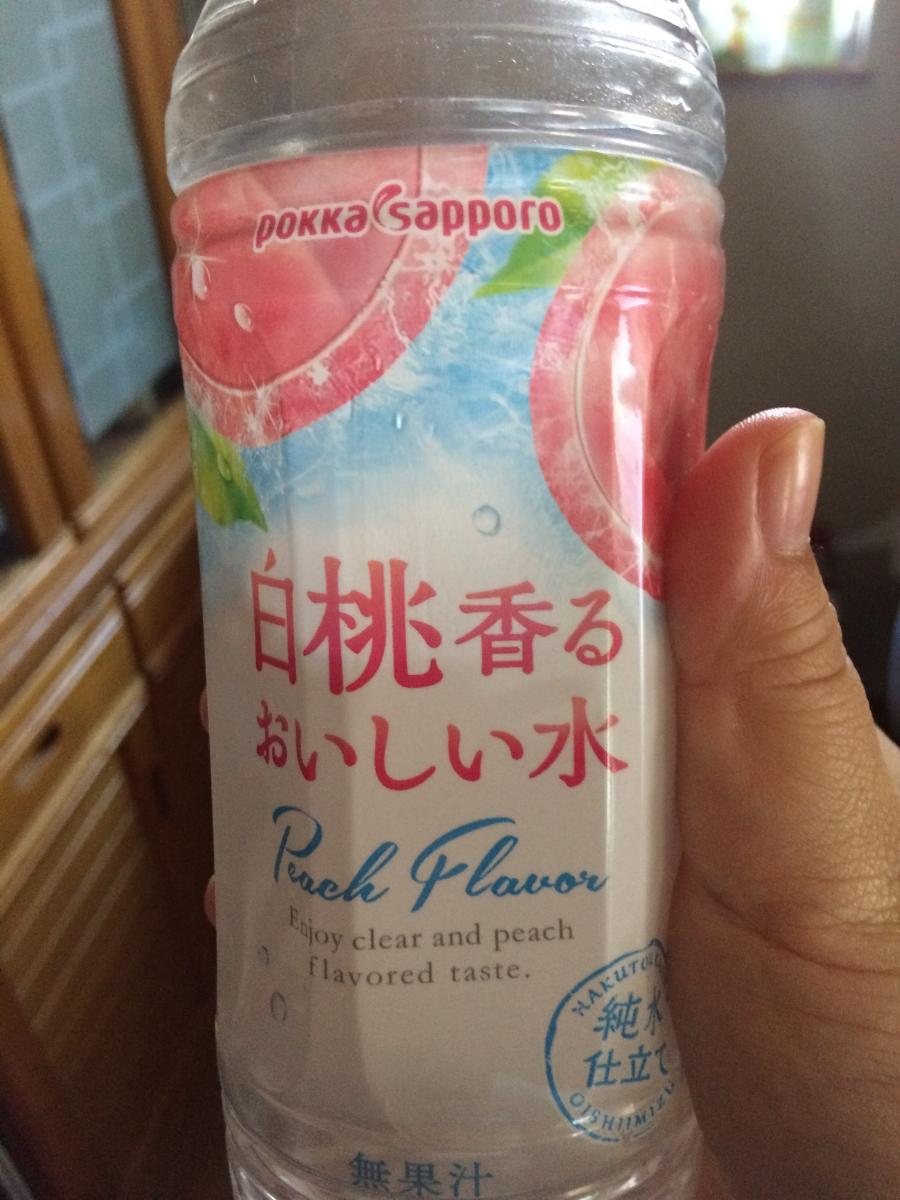 pokka sapporo
白桃香る
おいしい水
Peach Flavor
Enjoy clear and peach
flavored taste.
純水
仕立て
OISHIIMIZU
無果汁